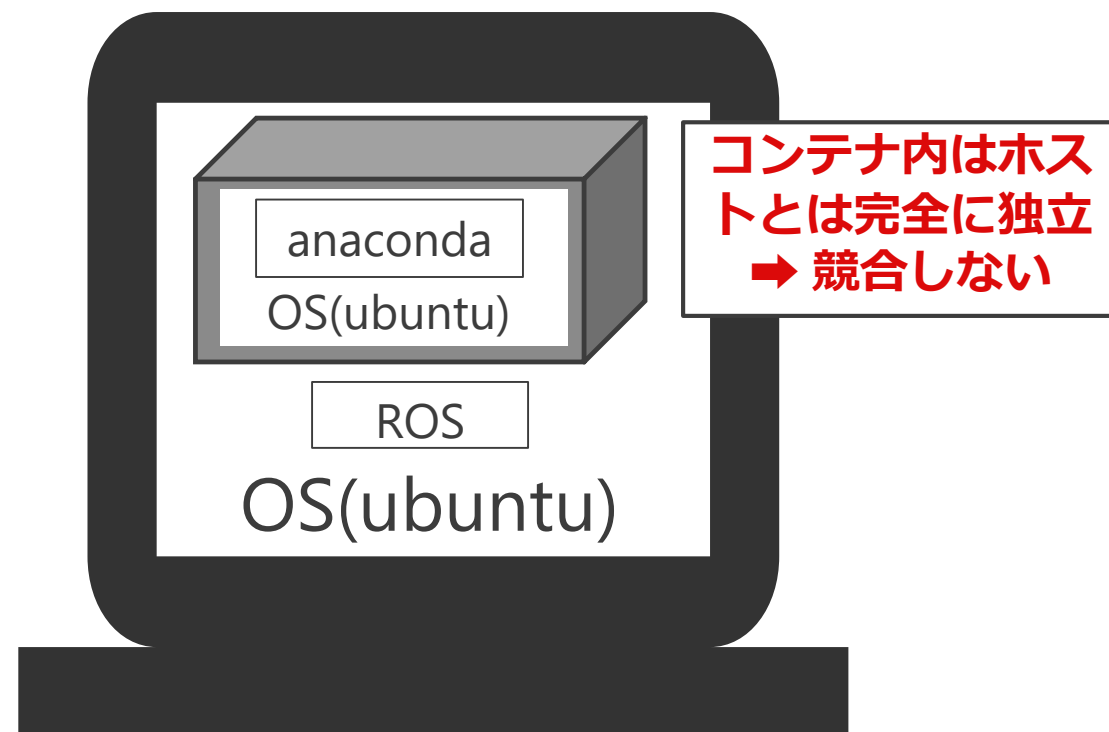 コンテナ内はホス
トとは完全に独立
➡ 競合しない
anaconda
OS(ubuntu)
ROS
OS(ubuntu)